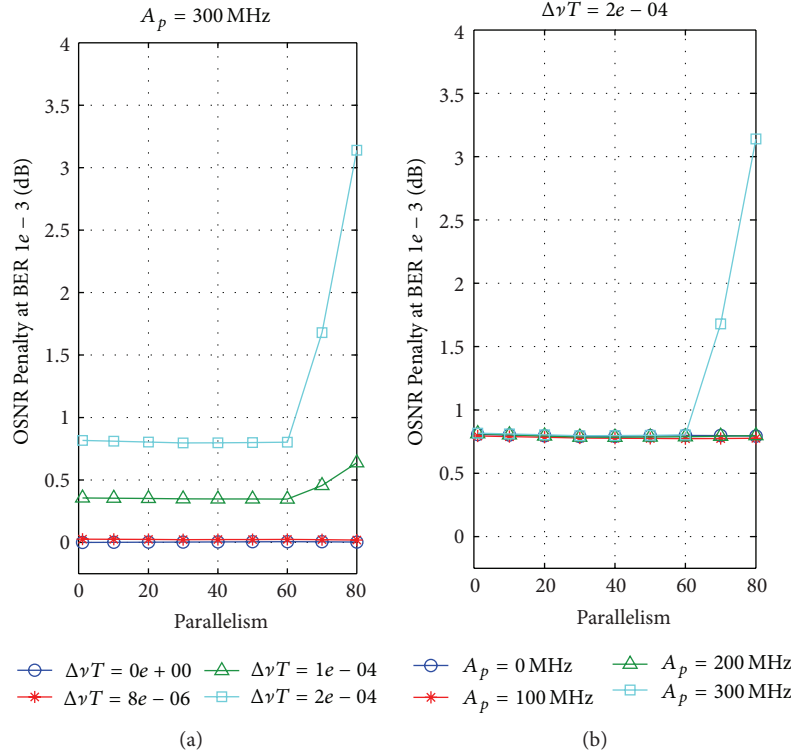 A_p = 300 MHz
4
3.5
3
2.5
2
1.5
1
0.5
0
OSNR Penalty at BER 1e − 3 (dB)
0 20 40 60 80
Parallelism
ΔνT = 0e + 00
ΔνT = 8e − 06
ΔνT = 1e − 04
ΔνT = 2e − 04
(a)
ΔνT = 2e − 04
4
3.5
3
2.5
2
1.5
1
0.5
0
OSNR Penalty at BER 1e − 3 (dB)
0 20 40 60 80
Parallelism
A_p = 0 MHz
A_p = 100 MHz
A_p = 200 MHz
A_p = 300 MHz
(b)